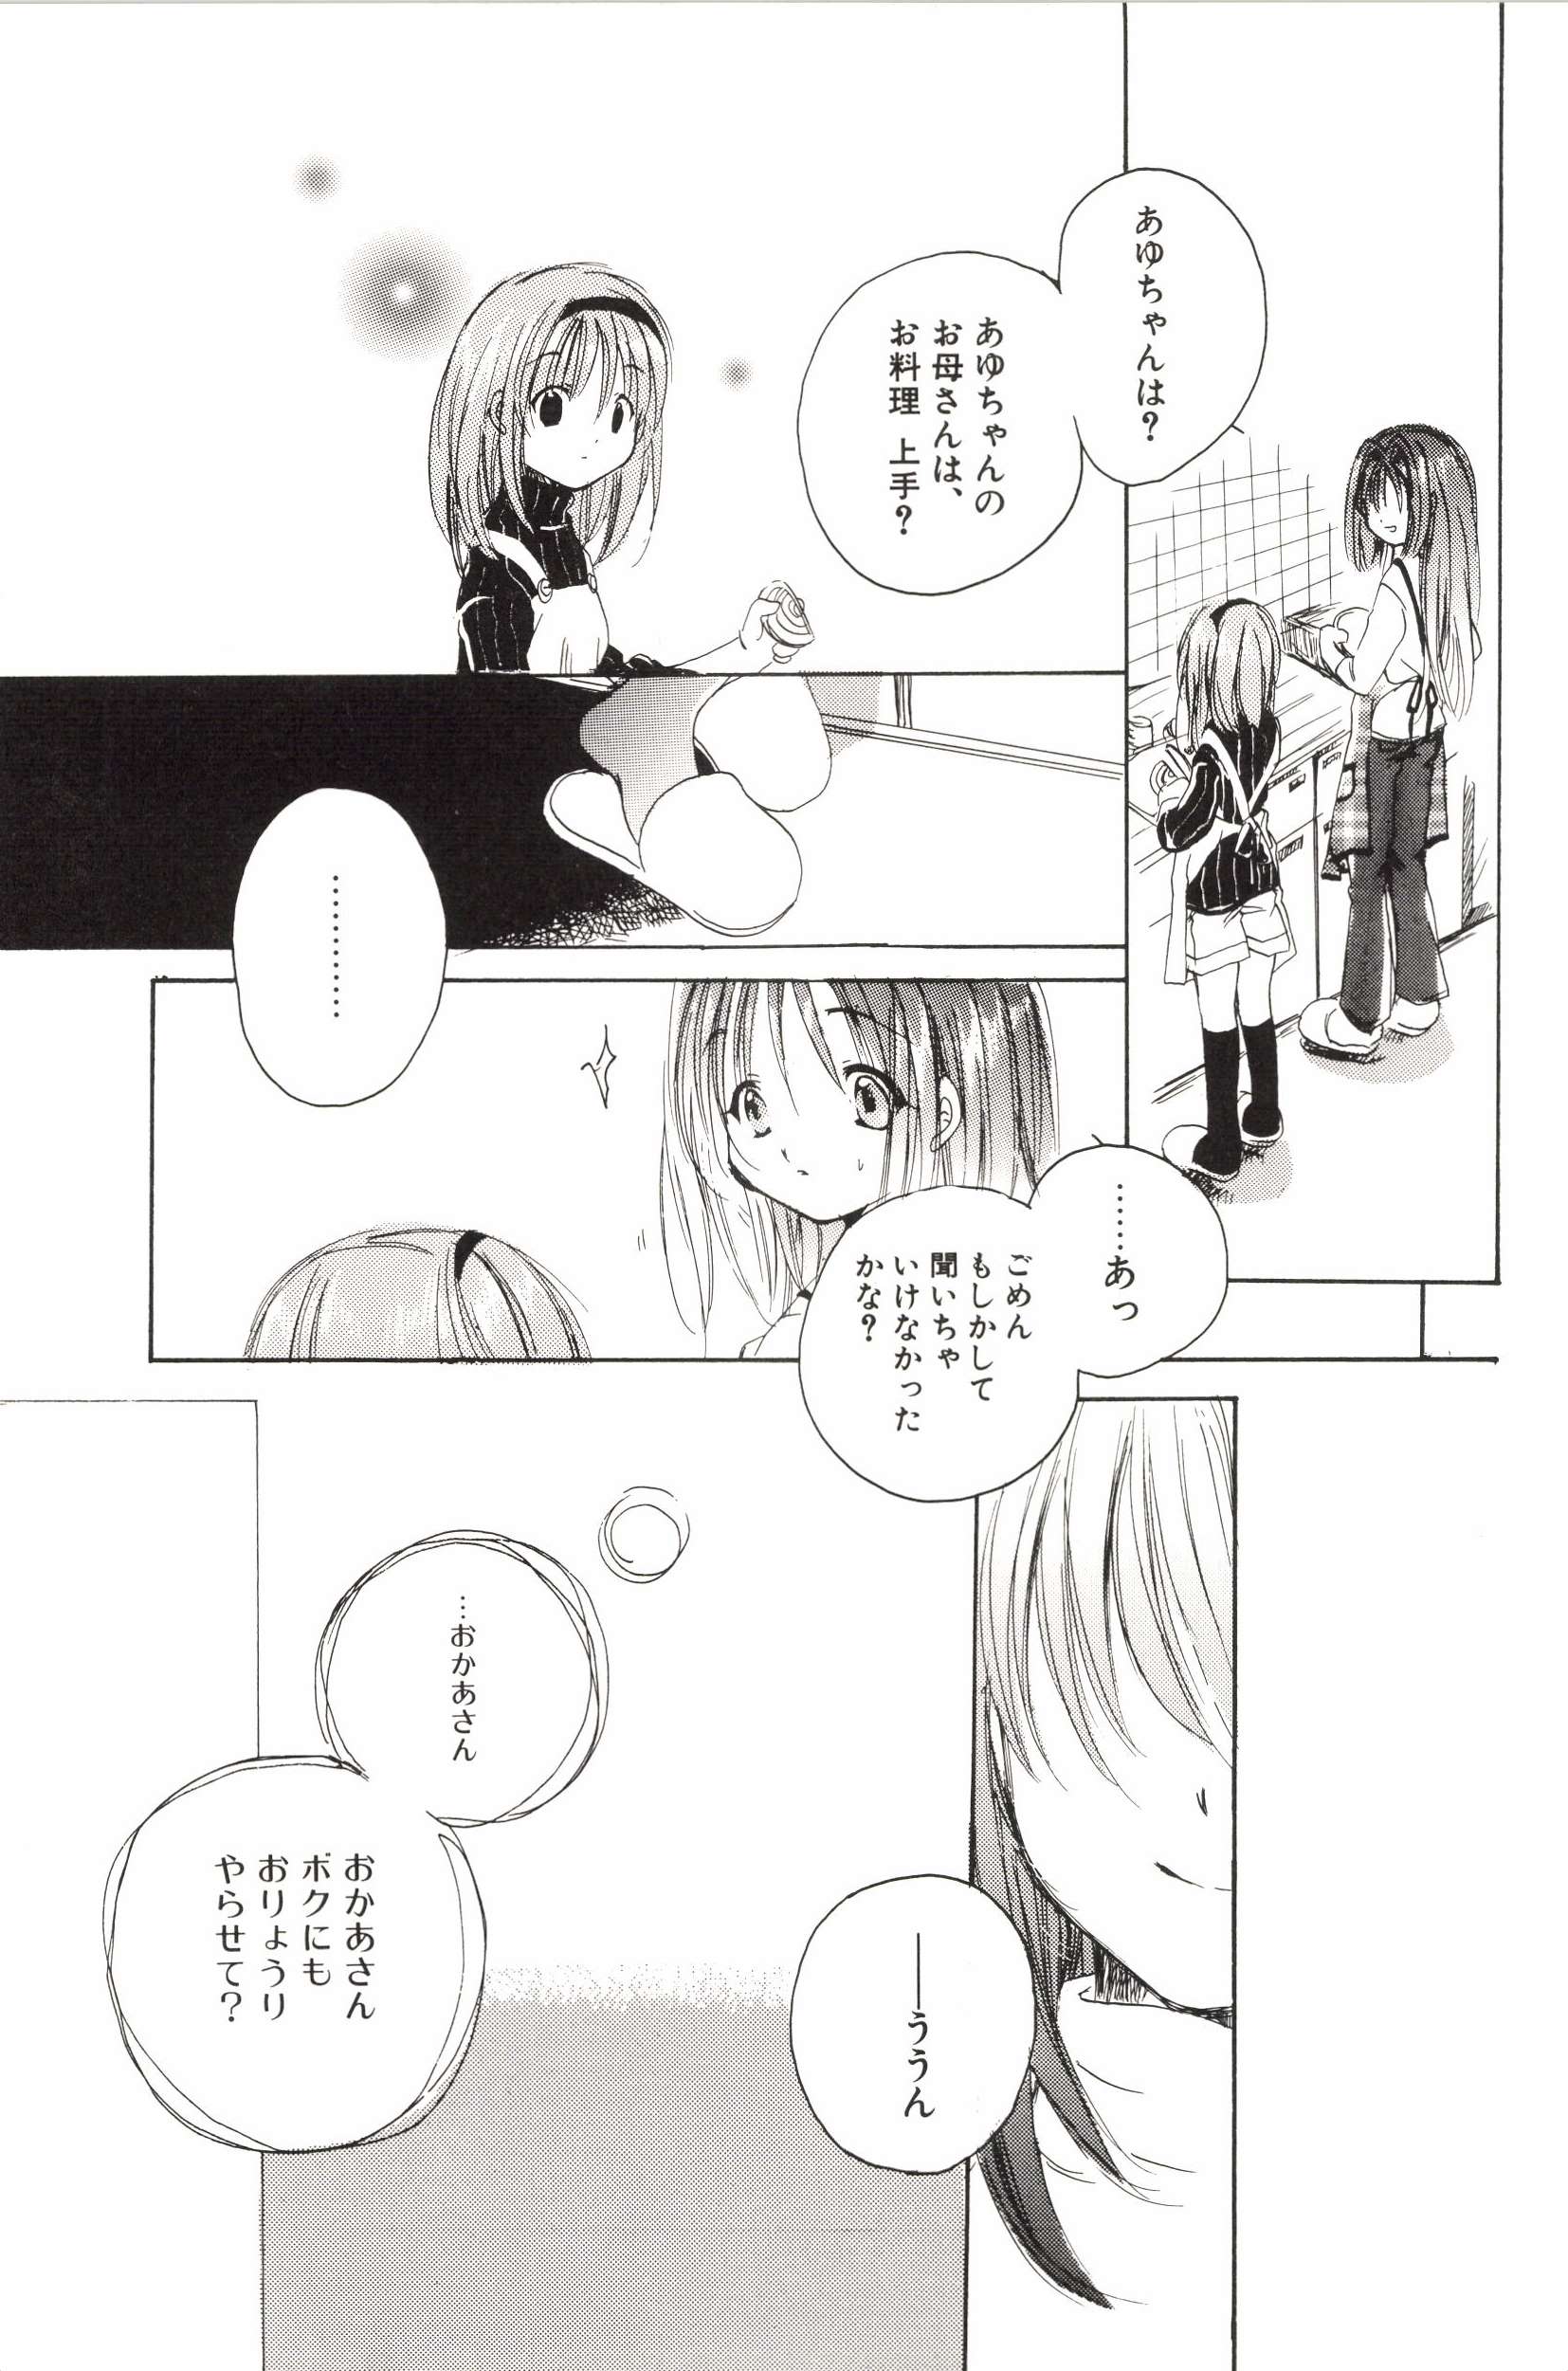 あゆちゃんは?
あゆちゃんの
お母さんは、
お料理 上手?
…………
……あっ
ごめん
もしかして
聞いちゃ
いけなかった
かな?
――ううん
…おかあさん
おかあさん
ボクにも
おりょうり
やらせて?